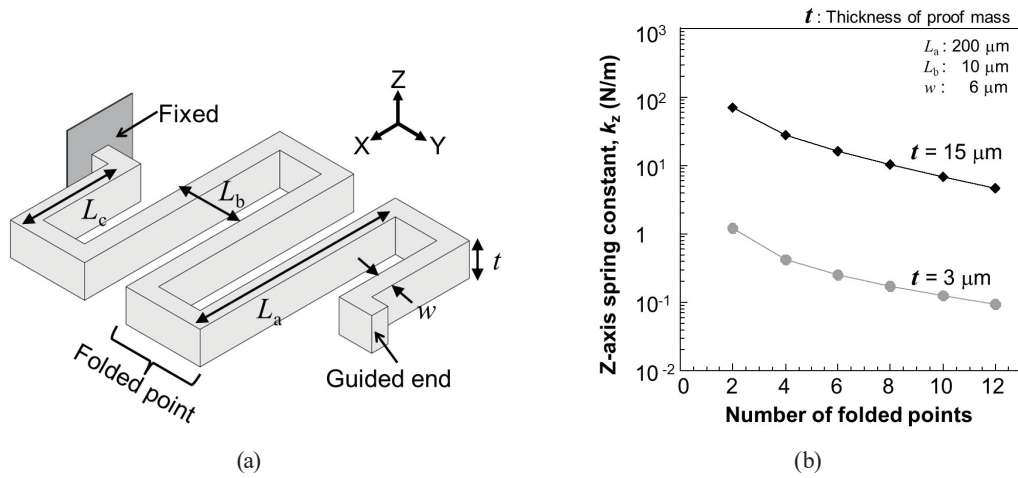 Fixed
Z
X
Y
Lc
Lb
La
w
t
Folded point
Guided end
(a)
t : Thickness of proof mass
La : 200 μm
Lb : 10 μm
w : 6 μm
Z-axis spring constant, kz (N/m)
10³
10²
10¹
1
10⁻¹
10⁻²
t = 15 μm
t = 3 μm
0 2 4 6 8 10 12
Number of folded points
(b)